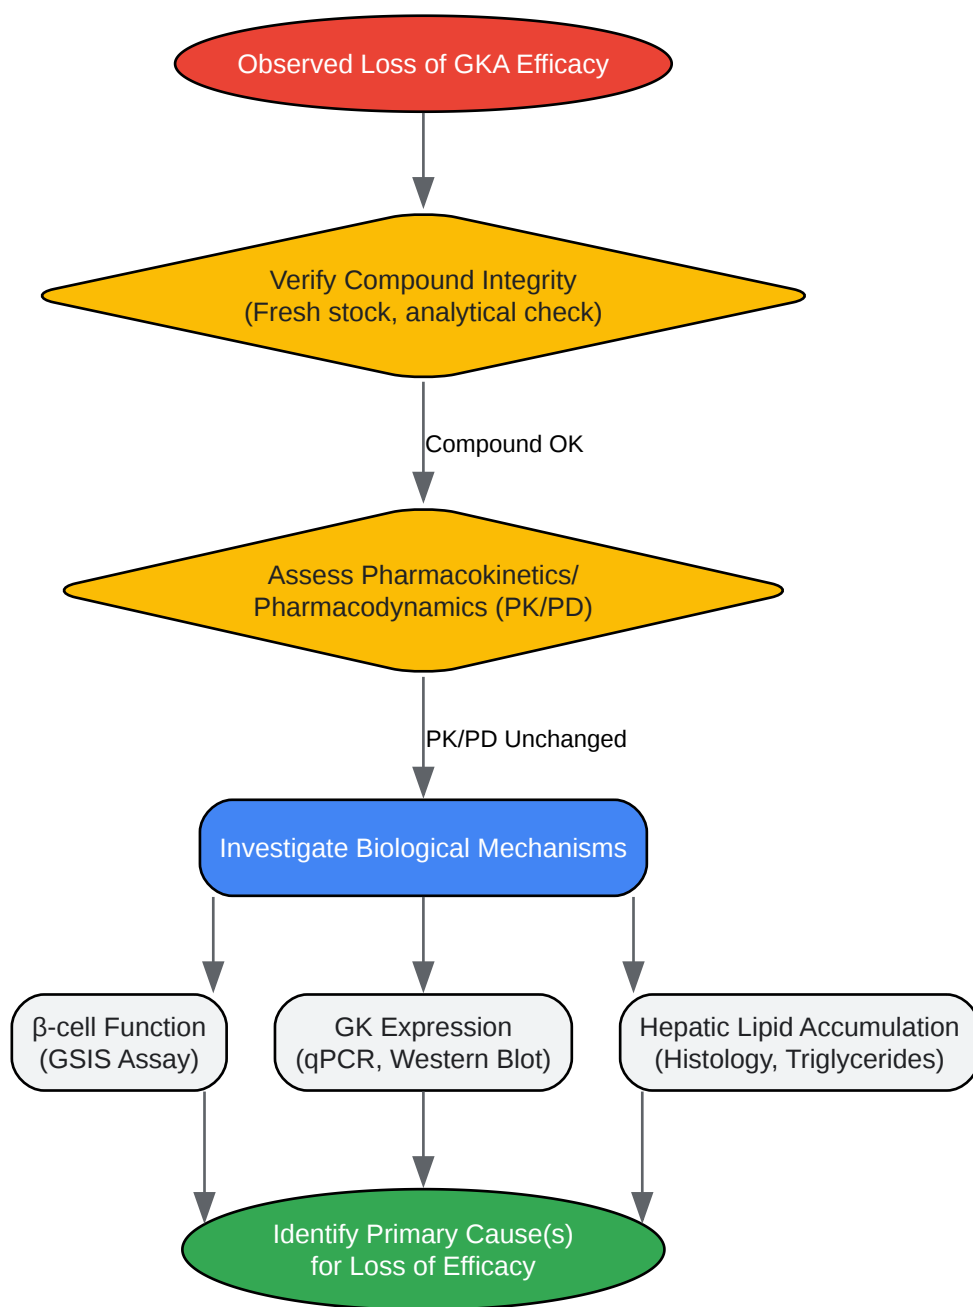 Observed Loss of GKA Efficacy
Verify Compound Integrity
(Fresh stock, analytical check)
Compound OK
Assess Pharmacokinetics/
Pharmacodynamics (PK/PD)
PK/PD Unchanged
Investigate Biological Mechanisms
β-cell Function
(GSIS Assay)
GK Expression
(qPCR, Western Blot)
Hepatic Lipid Accumulation
(Histology, Triglycerides)
Identify Primary Cause(s)
for Loss of Efficacy